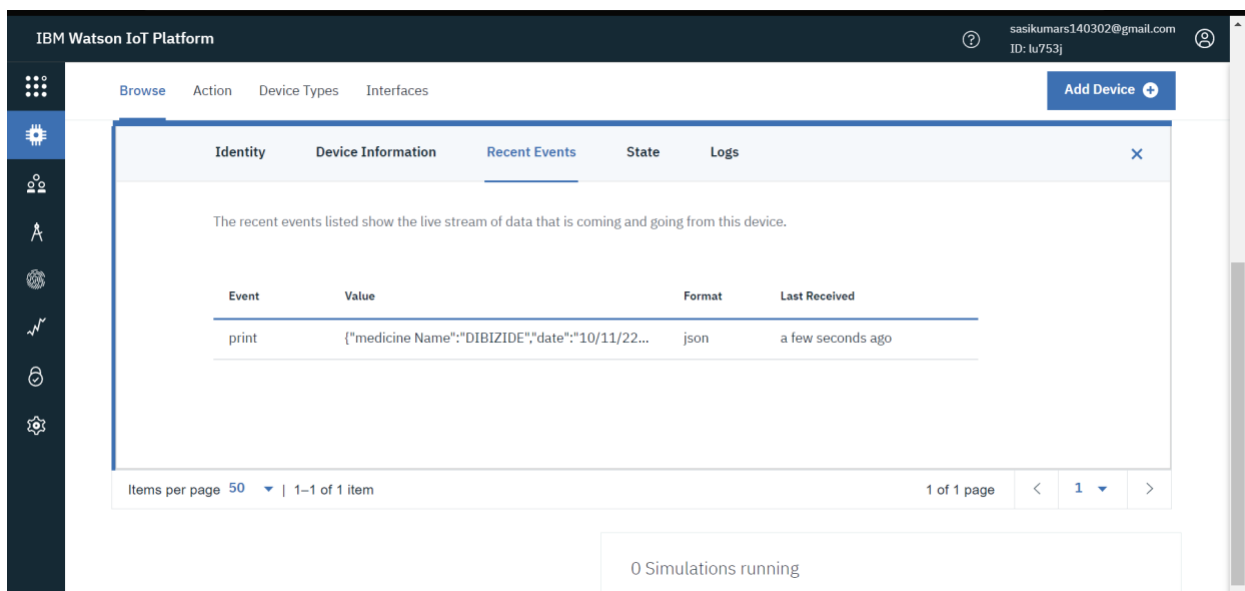 IBM Watson IoT Platform
sasikumars140302@gmail.com
ID: lu753j
Browse Action Device Types Interfaces
Add Device
Identity Device Information Recent Events State Logs
The recent events listed show the live stream of data that is coming and going from this device.
Event Value Format Last Received
print {"medicine Name":"DIBIZIDE","date":"10/11/22... json a few seconds ago
Items per page 50 | 1–1 of 1 item 1 of 1 page 1
0 Simulations running